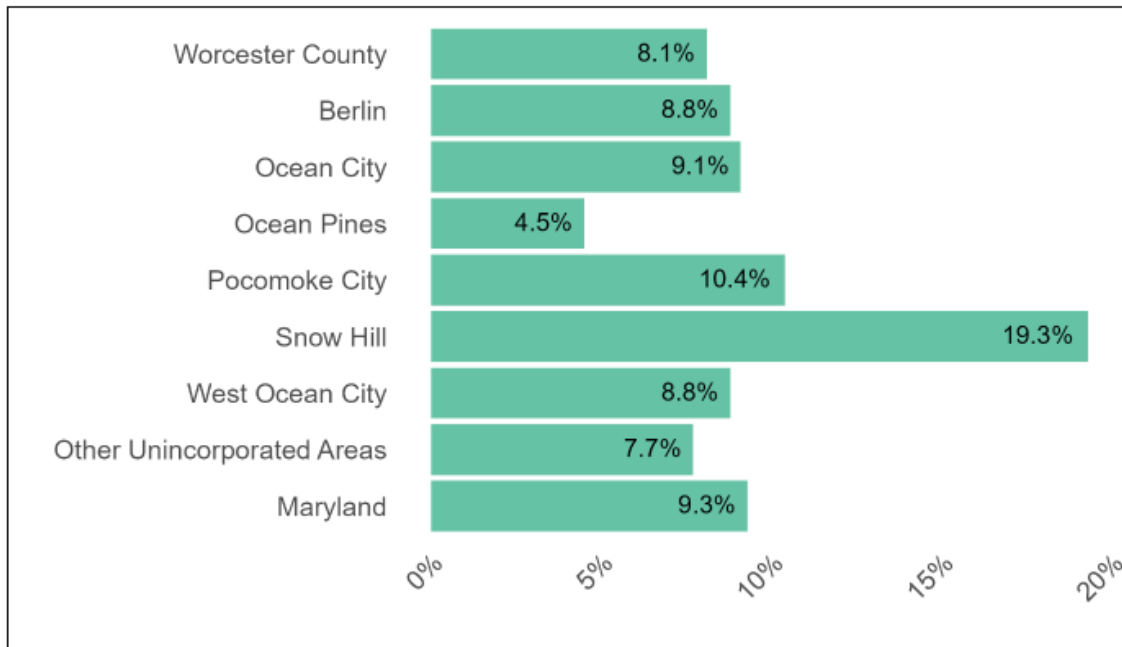 Worcester County 8.1%
Berlin 8.8%
Ocean City 9.1%
Ocean Pines 4.5%
Pocomoke City 10.4%
Snow Hill 19.3%
West Ocean City 8.8%
Other Unincorporated Areas 7.7%
Maryland 9.3%
0% 5% 10% 15% 20%